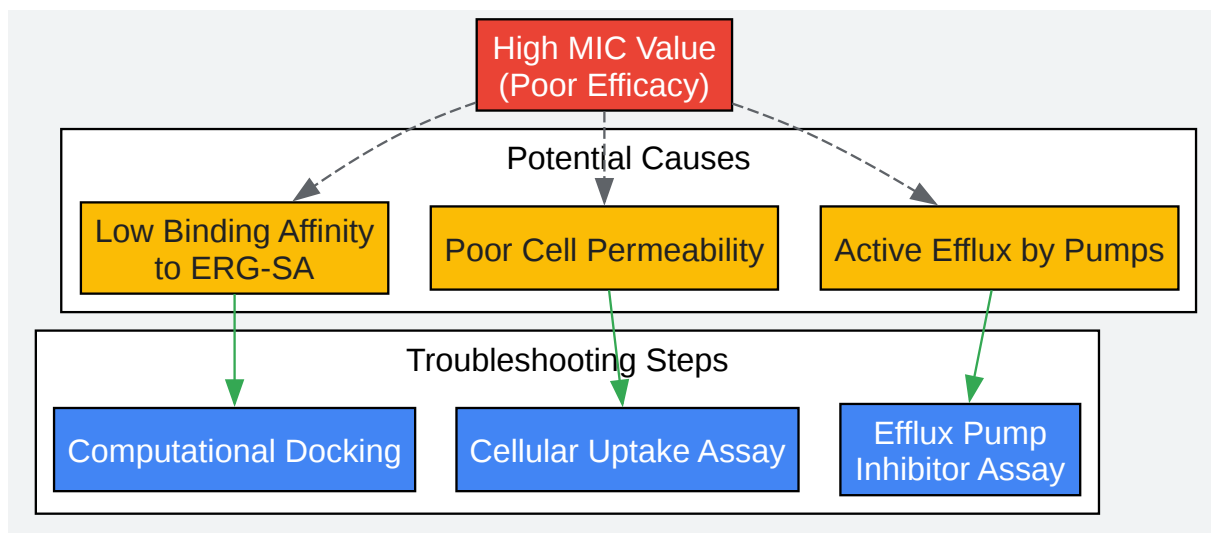 High MIC Value
(Poor Efficacy)
Potential Causes
Low Binding Affinity
to ERG-SA
Poor Cell Permeability
Active Efflux by Pumps
Troubleshooting Steps
Computational Docking
Cellular Uptake Assay
Efflux Pump
Inhibitor Assay